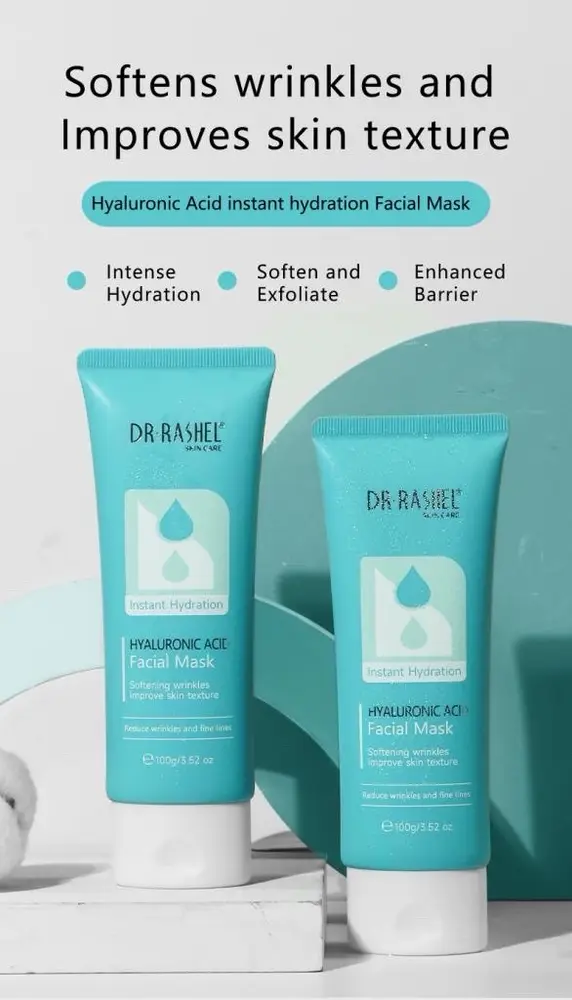 Softens wrinkles and
Improves skin texture
Hyaluronic Acid instant hydration Facial Mask
Intense
Hydration
Soften and
Exfoliate
Enhanced
Barrier
DR·RASHEL®
SKIN CARE
Instant Hydration
HYALURONIC ACID
Facial Mask
Softening wrinkles
improve skin texture
Reduce wrinkles and fine lines
℮100g/3.52 oz
DR·RASHEL®
SKIN CARE
Instant Hydration
HYALURONIC ACID
Facial Mask
Softening wrinkles
improve skin texture
Reduce wrinkles and fine lines
℮100g/3.52 oz